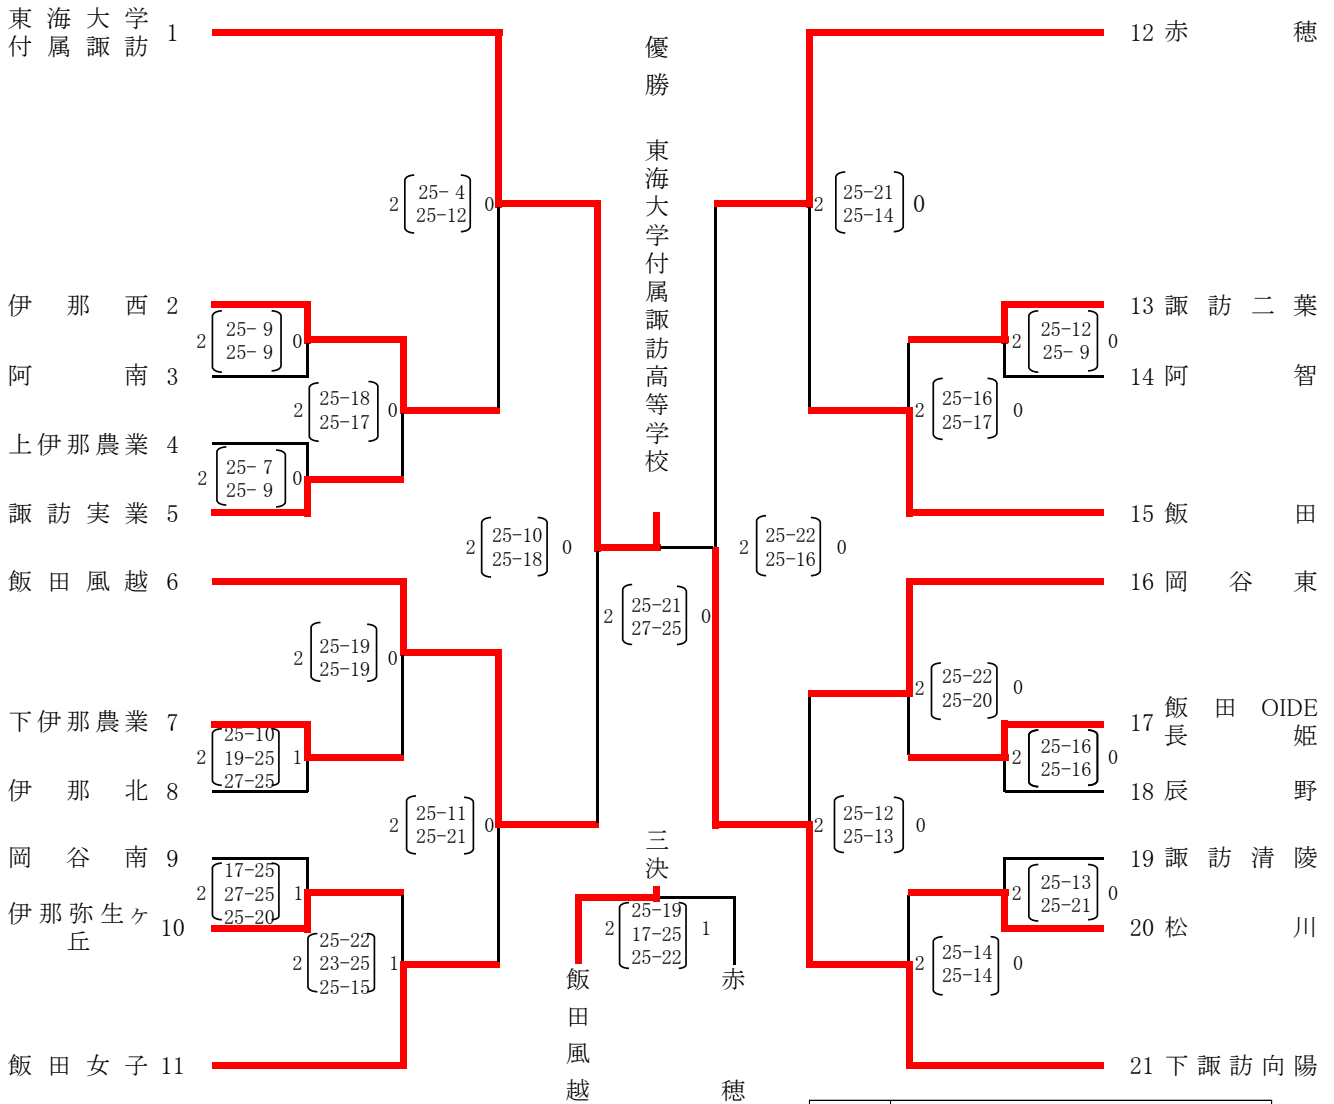 東海大学
付属諏訪 1
伊那西 2
2 25- 9 0
25- 9
阿南 3
上伊那農業 4
2 25- 7 0
25- 9
諏訪実業 5
2 25-18 0
25-17
2 25- 4 0
25-12
飯田風越 6
2 25-19 0
25-19
下伊那農業 7
25-10
2 19-25 1
27-25
伊那北 8
岡谷南 9
17-25
2 27-25 1
25-20
伊那弥生ヶ
丘 10
25-22
2 23-25 1
25-15
飯田女子 11
2 25-11 0
25-21
2 25-10 0
25-18
優勝 東海大学付属諏訪高等学校
2 25-21 0
27-25
三決
25-19
2 17-25 1
25-22
飯田風越
赤穂
2 25-22 0
25-16
12 赤穂
2 25-21 0
25-14
13 諏訪二葉
2 25-12 0
25- 9
14 阿智
2 25-16 0
25-17
15 飯田
16 岡谷東
2 25-22 0
25-20
17 飯田OIDE
長姫
2 25-16 0
25-16
18 辰野
2 25-12 0
25-13
19 諏訪清陵
2 25-13 0
25-21
20 松川
2 25-14 0
25-14
21 下諏訪向陽